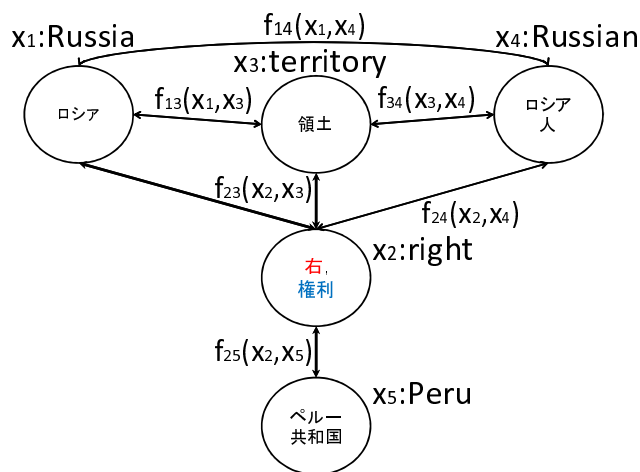 f14(x1,x4)
x1:Russia
x4:Russian
x3:territory
ロシア
f13(x1,x3)
領土
f34(x3,x4)
ロシア
人
f23(x2,x3)
f24(x2,x4)
x2:right
右,
権利
f25(x2,x5)
x5:Peru
ペルー
共和国